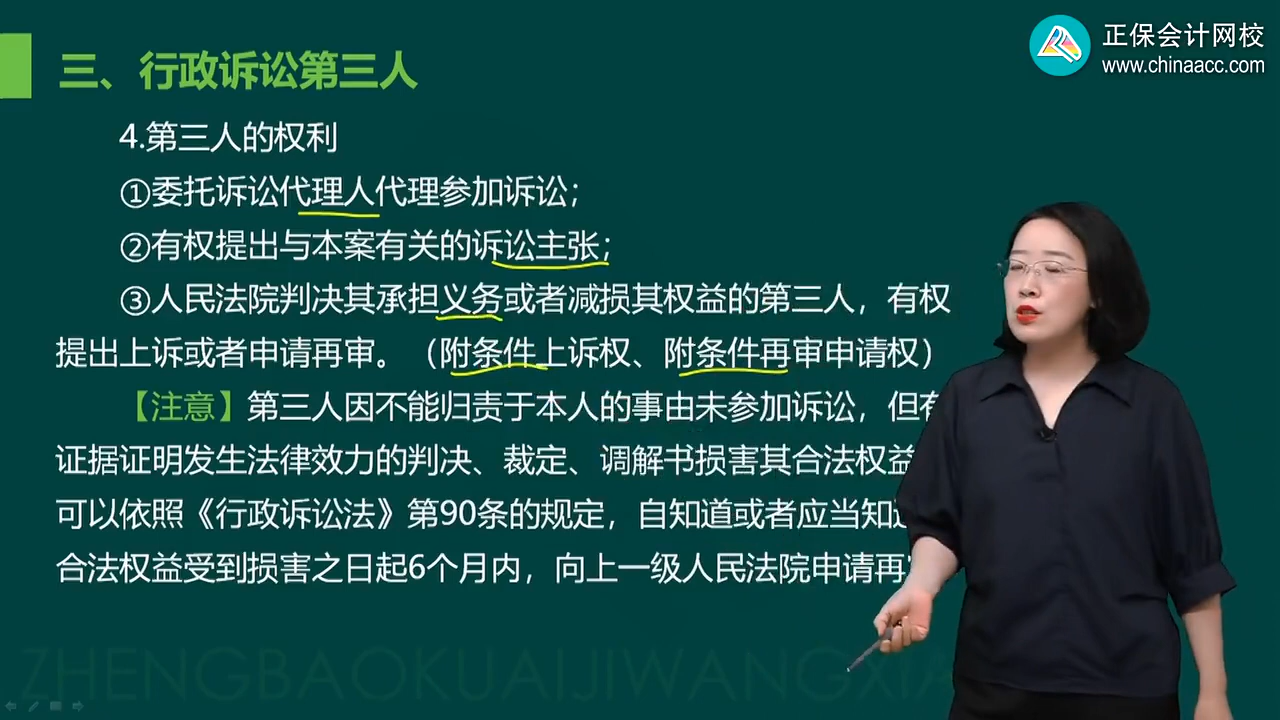 正保会计网校
www.chinaacc.com
三、行政诉讼第三人
4.第三人的权利
①委托诉讼代理人代理参加诉讼；
②有权提出与本案有关的诉讼主张；
③人民法院判决其承担义务或者减损其权益的第三人，有权
提出上诉或者申请再审。（附条件上诉权、附条件再审申请权）
【注意】第三人因不能归责于本人的事由未参加诉讼，但有
证据证明发生法律效力的判决、裁定、调解书损害其合法权益
可以依照《行政诉讼法》第90条的规定，自知道或者应当知
合法权益受到损害之日起6个月内，向上一级人民法院申请再
ZHENGBAOKUAIJIWANGXIA